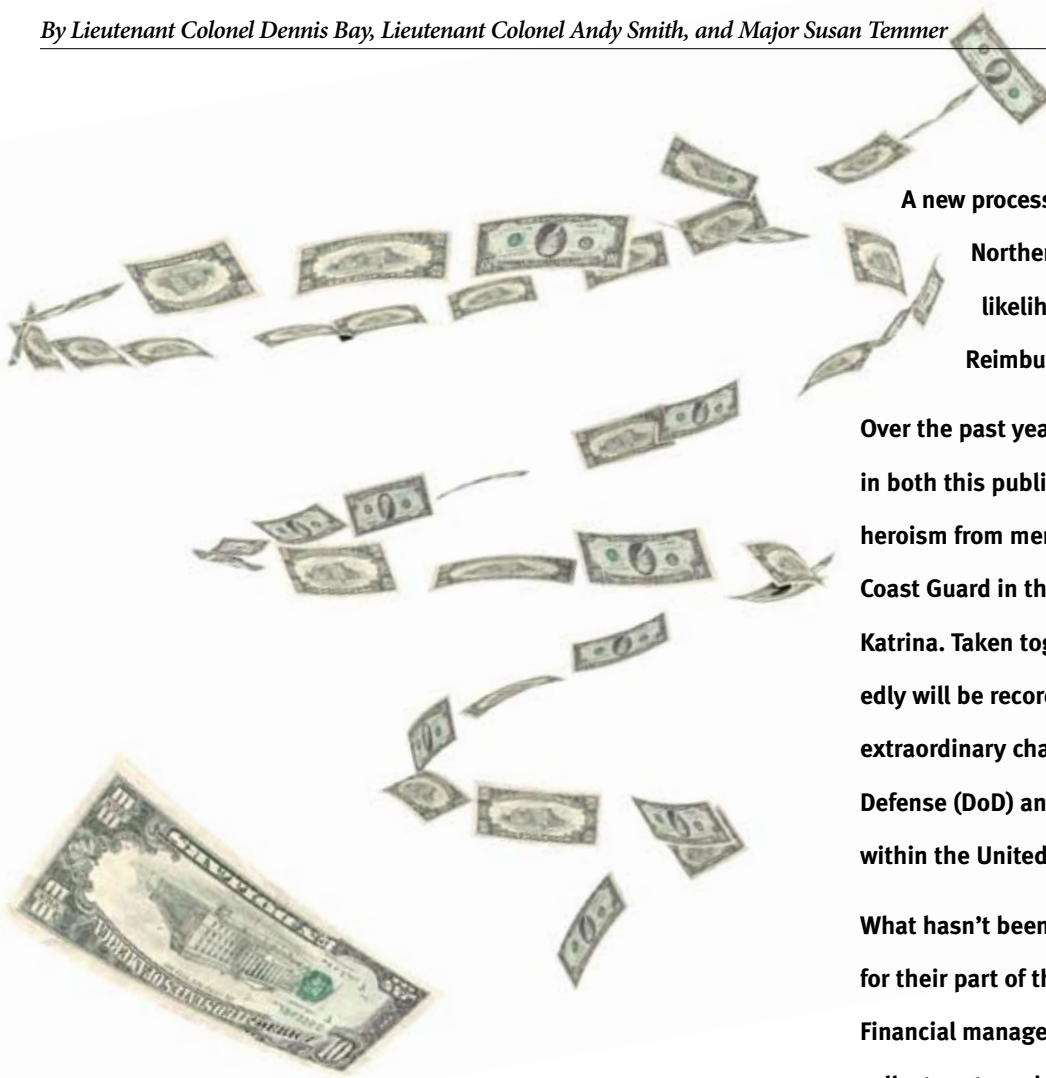 By Lieutenant Colonel Dennis Bay, Lieutenant Colonel Andy Smith, and Major Susan Temmer
A new process
Norther
likelih
Reimbu
Over the past yea
in both this publi
heroism from me
Coast Guard in th
Katrina. Taken tog
edly will be record
extraordinary cha
Defense (DoD) an
within the United
What hasn't been
for their part of th
Financial manage